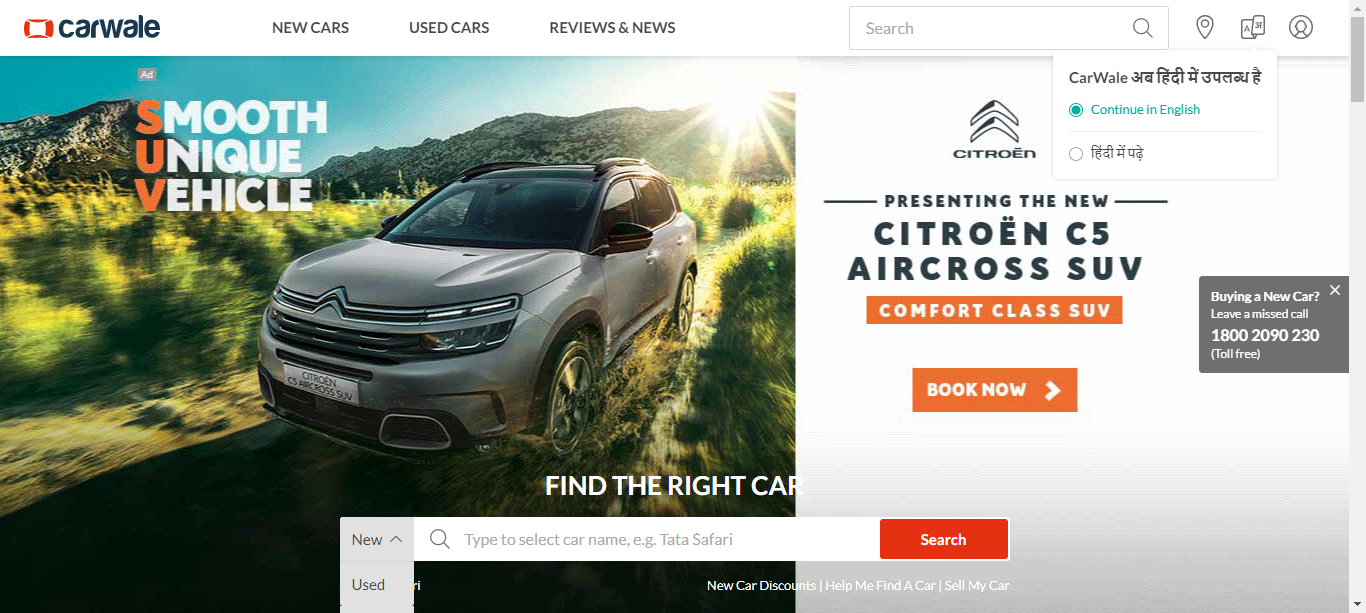 carwale
NEW CARS
USED CARS
REVIEWS & NEWS
Search
CarWale अब हिंदी में उपलब्ध है
Continue in English
हिंदी में पढ़े
Ad
SMOOTH
UNIQUE
VEHICLE
CITROËN
PRESENTING THE NEW
CITROËN C5
AIRCROSS SUV
COMFORT CLASS SUV
BOOK NOW
Buying a New Car?
Leave a missed call
1800 2090 230
(Toll free)
CITROËN
C5 AIRCROSS SUV
FIND THE RIGHT CAR
New
Type to select car name, e.g. Tata Safari
Search
Used
ri
New Car Discounts | Help Me Find A Car | Sell My Car